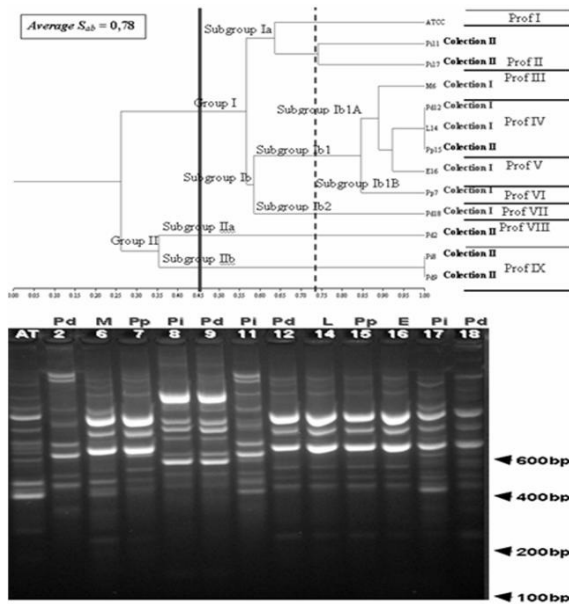 Average Sab = 0,78
Subgroup Ia
ATCC
Prof I
Pi11 Colection II
Pi17 Colection II
Prof II
Group I
M6 Colection I
Prof III
Subgroup Ib1A
Pd12 Colection I
L14 Colection I
Prof IV
Pp15 Colection II
Subgroup Ib1
E16 Colection I
Prof V
Subgroup Ib
Subgroup Ib1B
Pp7 Colection I
Prof VI
Subgroup Ib2
Pd18 Colection I
Prof VII
Subgroup IIa
Pd2 Colection II
Prof VIII
Group II
Subgroup IIb
Pi8 Colection II
Prof IX
Pd9 Colection II
0.00 0.05 0.10 0.15 0.20 0.25 0.30 0.35 0.40 0.45 0.50 0.55 0.60 0.65 0.70 0.75 0.80 0.85 0.90 0.95 1.00
Pd M Pp Pi Pd Pi Pd L Pp E Pi Pd
AT 2 6 7 8 9 11 12 14 15 16 17 18
600bp
400bp
200bp
100bp